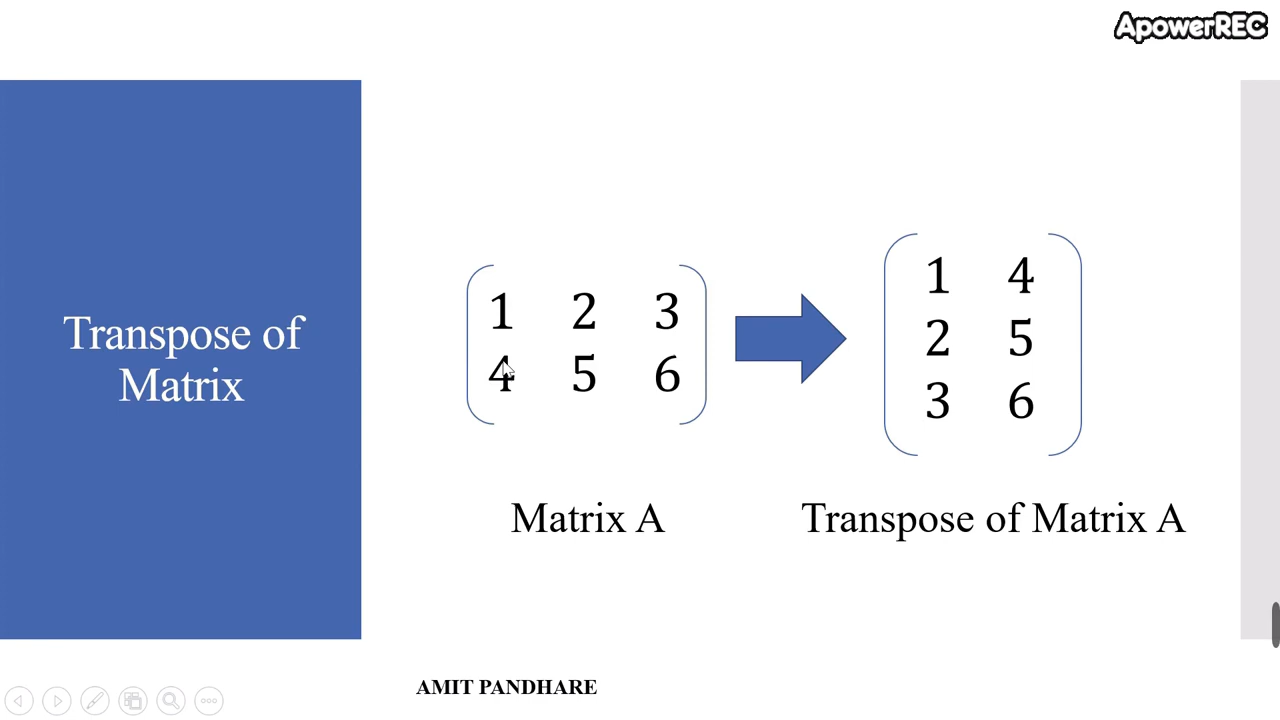 ApowerREC
Transpose of
Matrix
1 2 3
4 5 6
1 4
2 5
3 6
Matrix A
Transpose of Matrix A
AMIT PANDHARE